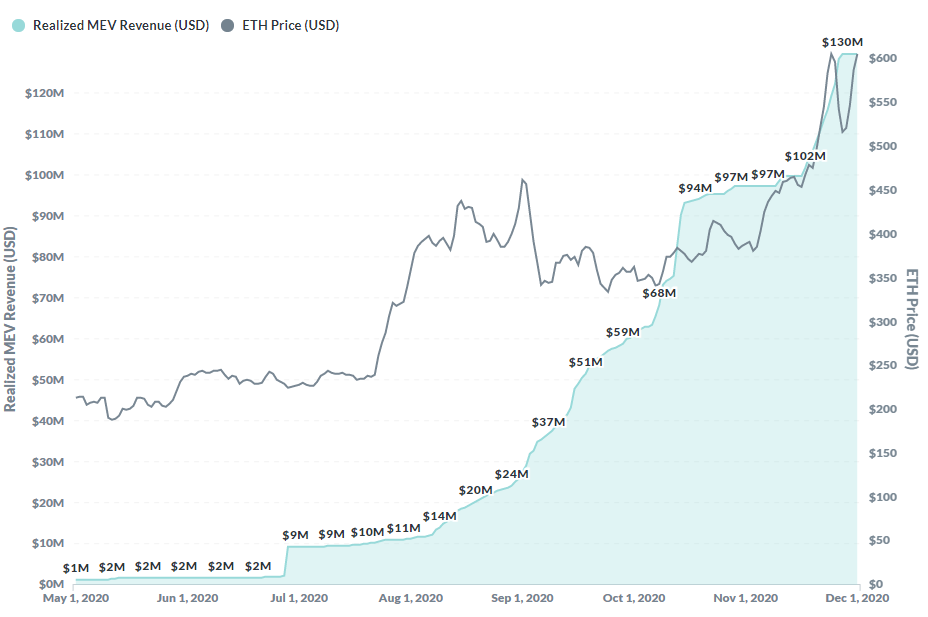 Realized MEV Revenue (USD) ETH Price (USD)
$130M
$120M
$110M
$100M
$90M
$80M
$70M
$60M
$50M
$40M
$30M
$20M
$10M
$0M
Realized MEV Revenue (USD)
$1M $2M $2M $2M $2M $2M $9M $9M $10M $11M $14M $20M $24M $37M $51M $59M $68M $94M $97M $97M $102M
$600
$550
$500
$450
$400
$350
$300
$250
$200
$150
$100
$50
$0
ETH Price (USD)
May 1, 2020 Jun 1, 2020 Jul 1, 2020 Aug 1, 2020 Sep 1, 2020 Oct 1, 2020 Nov 1, 2020 Dec 1, 2020